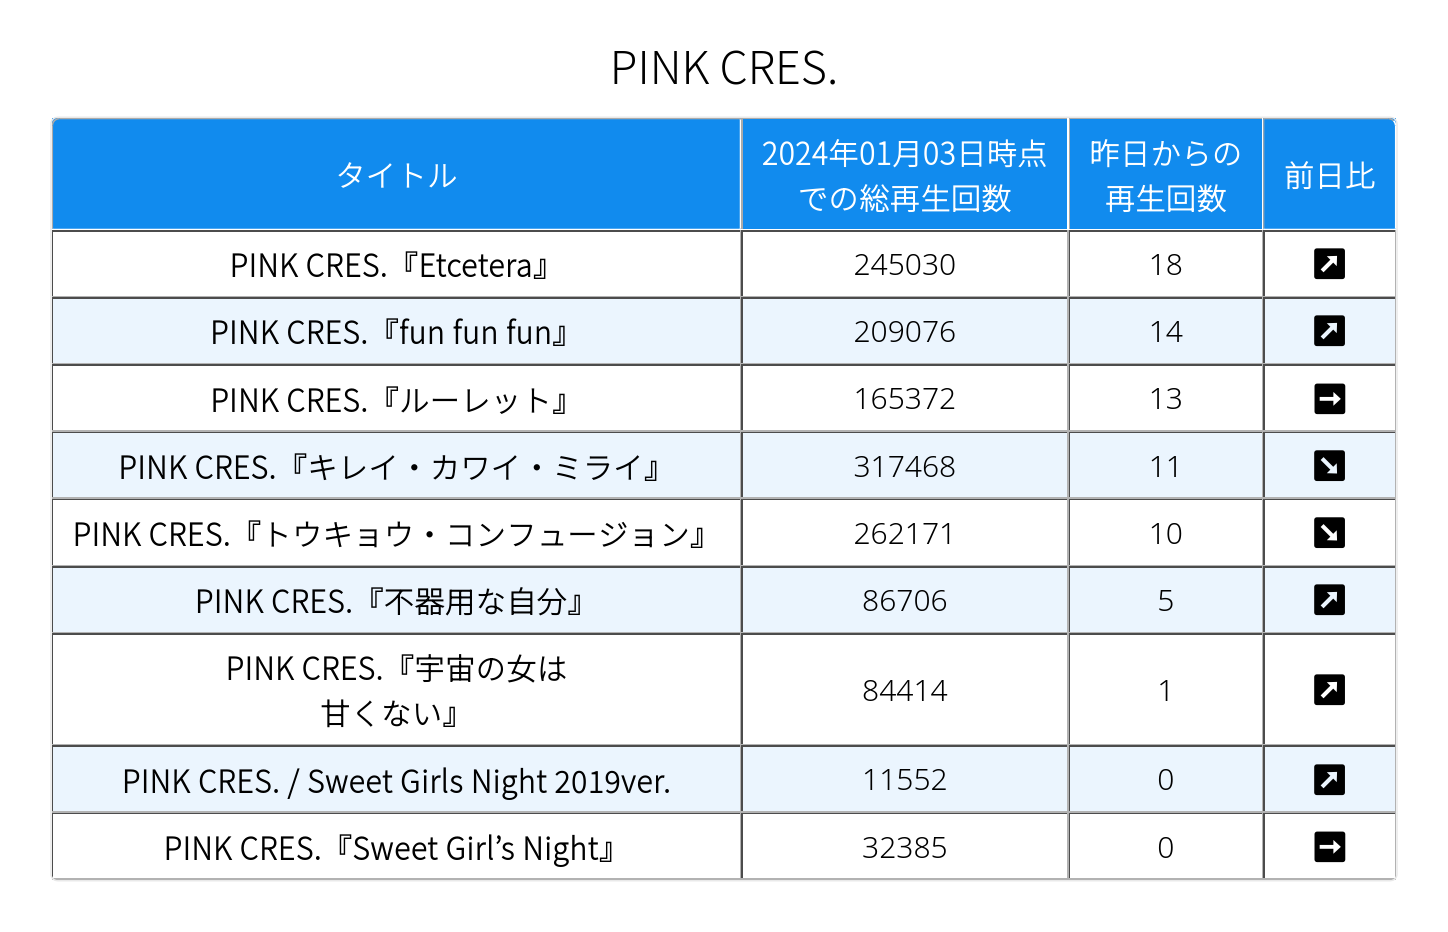 PINK CRES.
タイトル
2024年01月03日時点
での総再生回数
昨日からの
再生回数
前日比
PINK CRES.『Etcetera』 245030 18 ↗
PINK CRES.『fun fun fun』 209076 14 ↗
PINK CRES.『ルーレット』 165372 13 →
PINK CRES.『キレイ・カワイ・ミライ』 317468 11 ↘
PINK CRES.『トウキョウ・コンフュージョン』 262171 10 ↘
PINK CRES.『不器用な自分』 86706 5 ↗
PINK CRES.『宇宙の女は
甘くない』 84414 1 ↗
PINK CRES. / Sweet Girls Night 2019ver. 11552 0 ↗
PINK CRES.『Sweet Girl’s Night』 32385 0 →